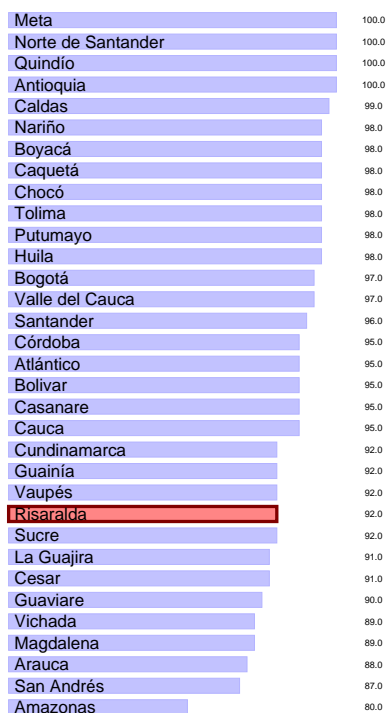 Meta 100.0
Norte de Santander 100.0
Quindío 100.0
Antioquia 100.0
Caldas 99.0
Nariño 98.0
Boyacá 98.0
Caquetá 98.0
Chocó 98.0
Tolima 98.0
Putumayo 98.0
Huila 98.0
Bogotá 97.0
Valle del Cauca 97.0
Santander 96.0
Córdoba 95.0
Atlántico 95.0
Bolivar 95.0
Casanare 95.0
Cauca 95.0
Cundinamarca 92.0
Guainía 92.0
Vaupés 92.0
Risaralda 92.0
Sucre 92.0
La Guajira 91.0
Cesar 91.0
Guaviare 90.0
Vichada 89.0
Magdalena 89.0
Arauca 88.0
San Andrés 87.0
Amazonas 80.0